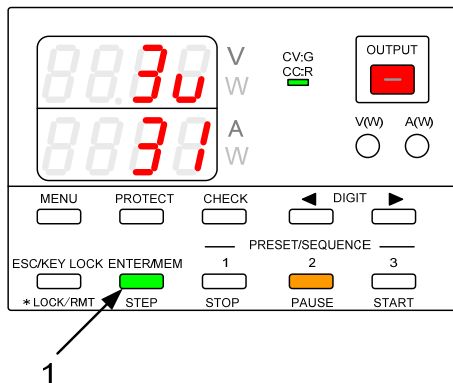 3u
V
W
CV:G
CC:R
OUTPUT
31
A
W
V(W) A(W)
MENU PROTECT CHECK ◀ DIGIT ▶
PRESET/SEQUENCE
ESC/KEY LOCK ENTER/MEM 1 2 3
*LOCK/RMT STEP STOP PAUSE START
1